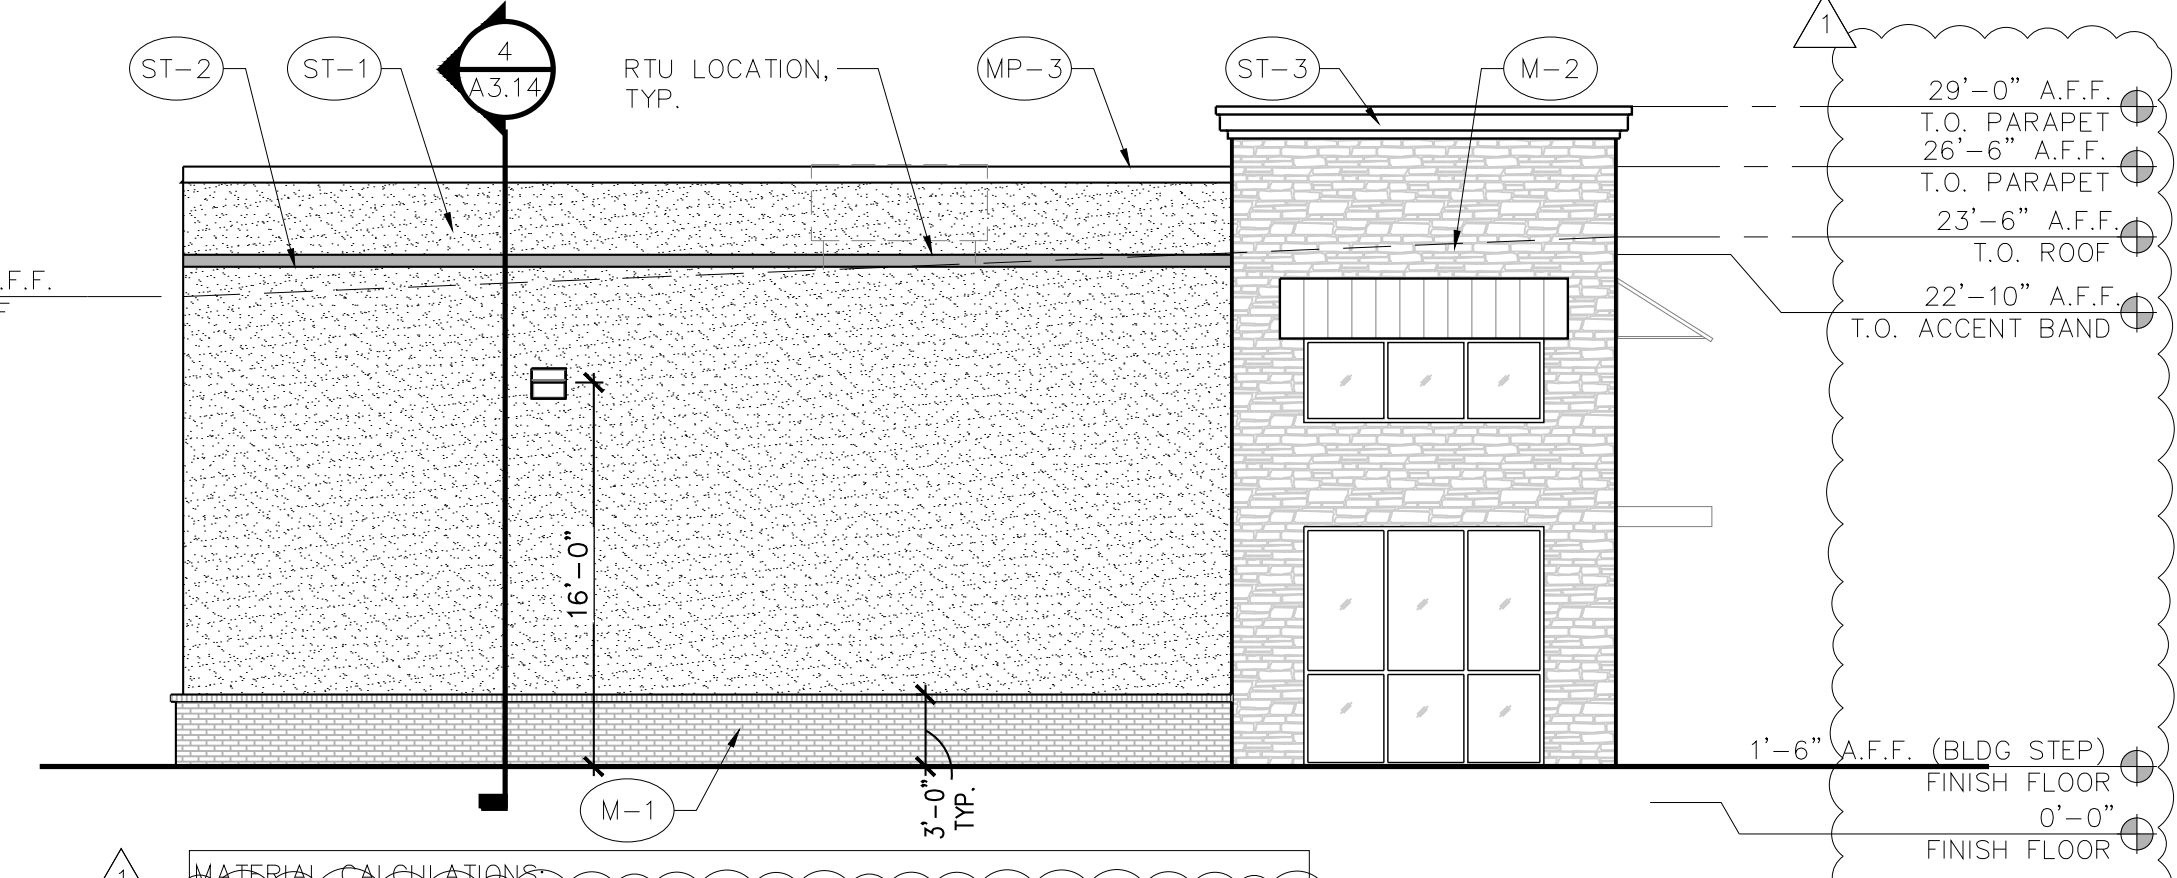 ST-2
ST-1
4
A3.14
RTU LOCATION,
TYP.
MP-3
ST-3
M-2
1
29'-0" A.F.F.
T.O. PARAPET
26'-6" A.F.F.
T.O. PARAPET
23'-6" A.F.F.
T.O. ROOF
22'-10" A.F.F.
T.O. ACCENT BAND
.F.F.
16'-0"
M-1
3'-0"
TYP.
1'-6" A.F.F. (BLDG STEP)
FINISH FLOOR
0'-0"
FINISH FLOOR
1
MATERIAL CALCULATIONS: